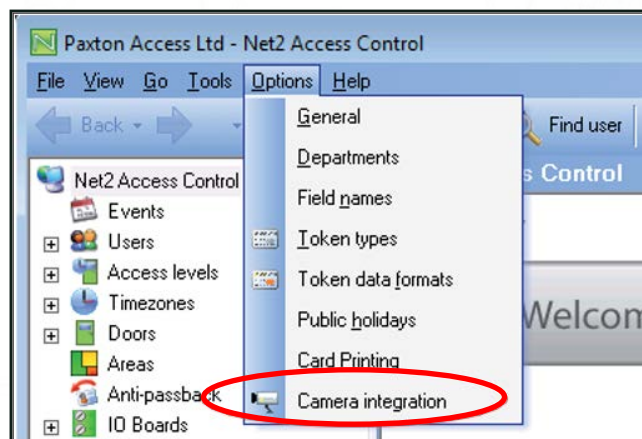 Paxton Access Ltd - Net2 Access Control
File View Go Tools Options Help
Back
Find user
General
Departments
Field names
Token types
Token data formats
Public holidays
Card Printing
Camera integration
s Control
Welcom
Net2 Access Control
Events
Users
Access levels
Timezones
Doors
Areas
Anti-passback
IO Boards